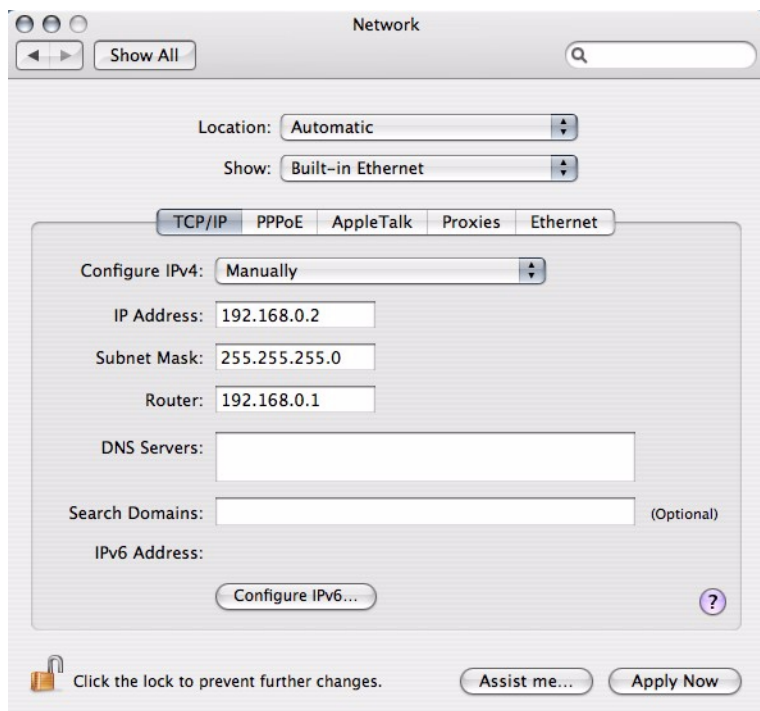 Network
Show All
Location: Automatic
Show: Built-in Ethernet
TCP/IP PPPoE AppleTalk Proxies Ethernet
Configure IPv4: Manually
IP Address: 192.168.0.2
Subnet Mask: 255.255.255.0
Router: 192.168.0.1
DNS Servers:
Search Domains: (Optional)
IPv6 Address:
Configure IPv6...
?
Click the lock to prevent further changes. Assist me... Apply Now